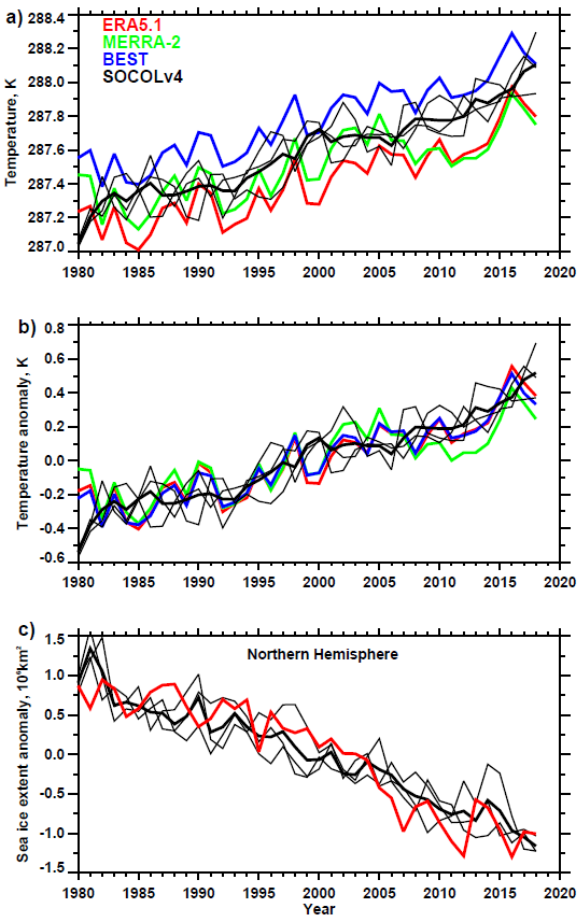 a)
ERA5.1
MERRA-2
BEST
SOCOLv4
288.4
288.2
288.0
287.8
287.6
287.4
287.2
287.0
Temperature, K
1980 1985 1990 1995 2000 2005 2010 2015 2020
b)
0.8
0.6
0.4
0.2
0.0
-0.2
-0.4
-0.6
Temperature anomaly, K
1980 1985 1990 1995 2000 2005 2010 2015 2020
c)
Northern Hemisphere
1.5
1.0
0.5
0.0
-0.5
-1.0
-1.5
1980 1985 1990 1995 2000 2005 2010 2015 2020
Year
Sea ice extent anomaly,